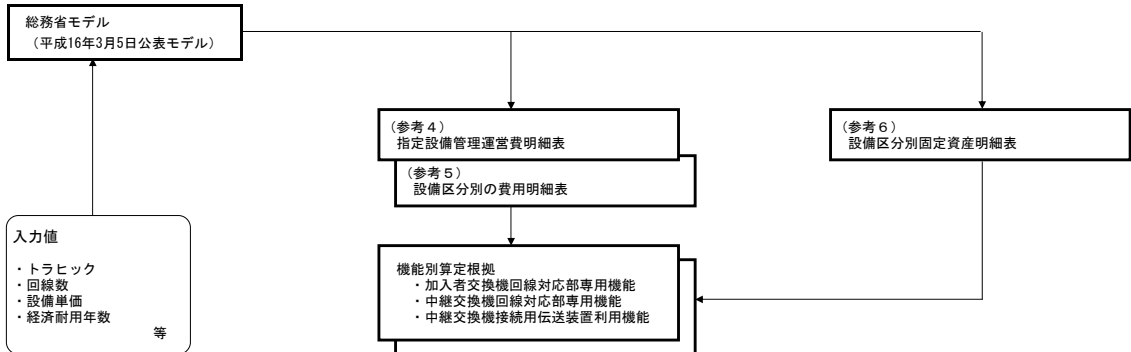 総務省モデル
(平成16年3月5日公表モデル)
(参考4)
指定設備管理運営費明細表
(参考6)
設備区分別固定資産明細表
(参考5)
設備区分別の費用明細表
入力値
・トラヒック
・回線数
・設備単価
・経済耐用年数
等
機能別算定根拠
・加入者交換機回線対応部専用機能
・中継交換機回線対応部専用機能
・中継交換機接続用伝送装置利用機能